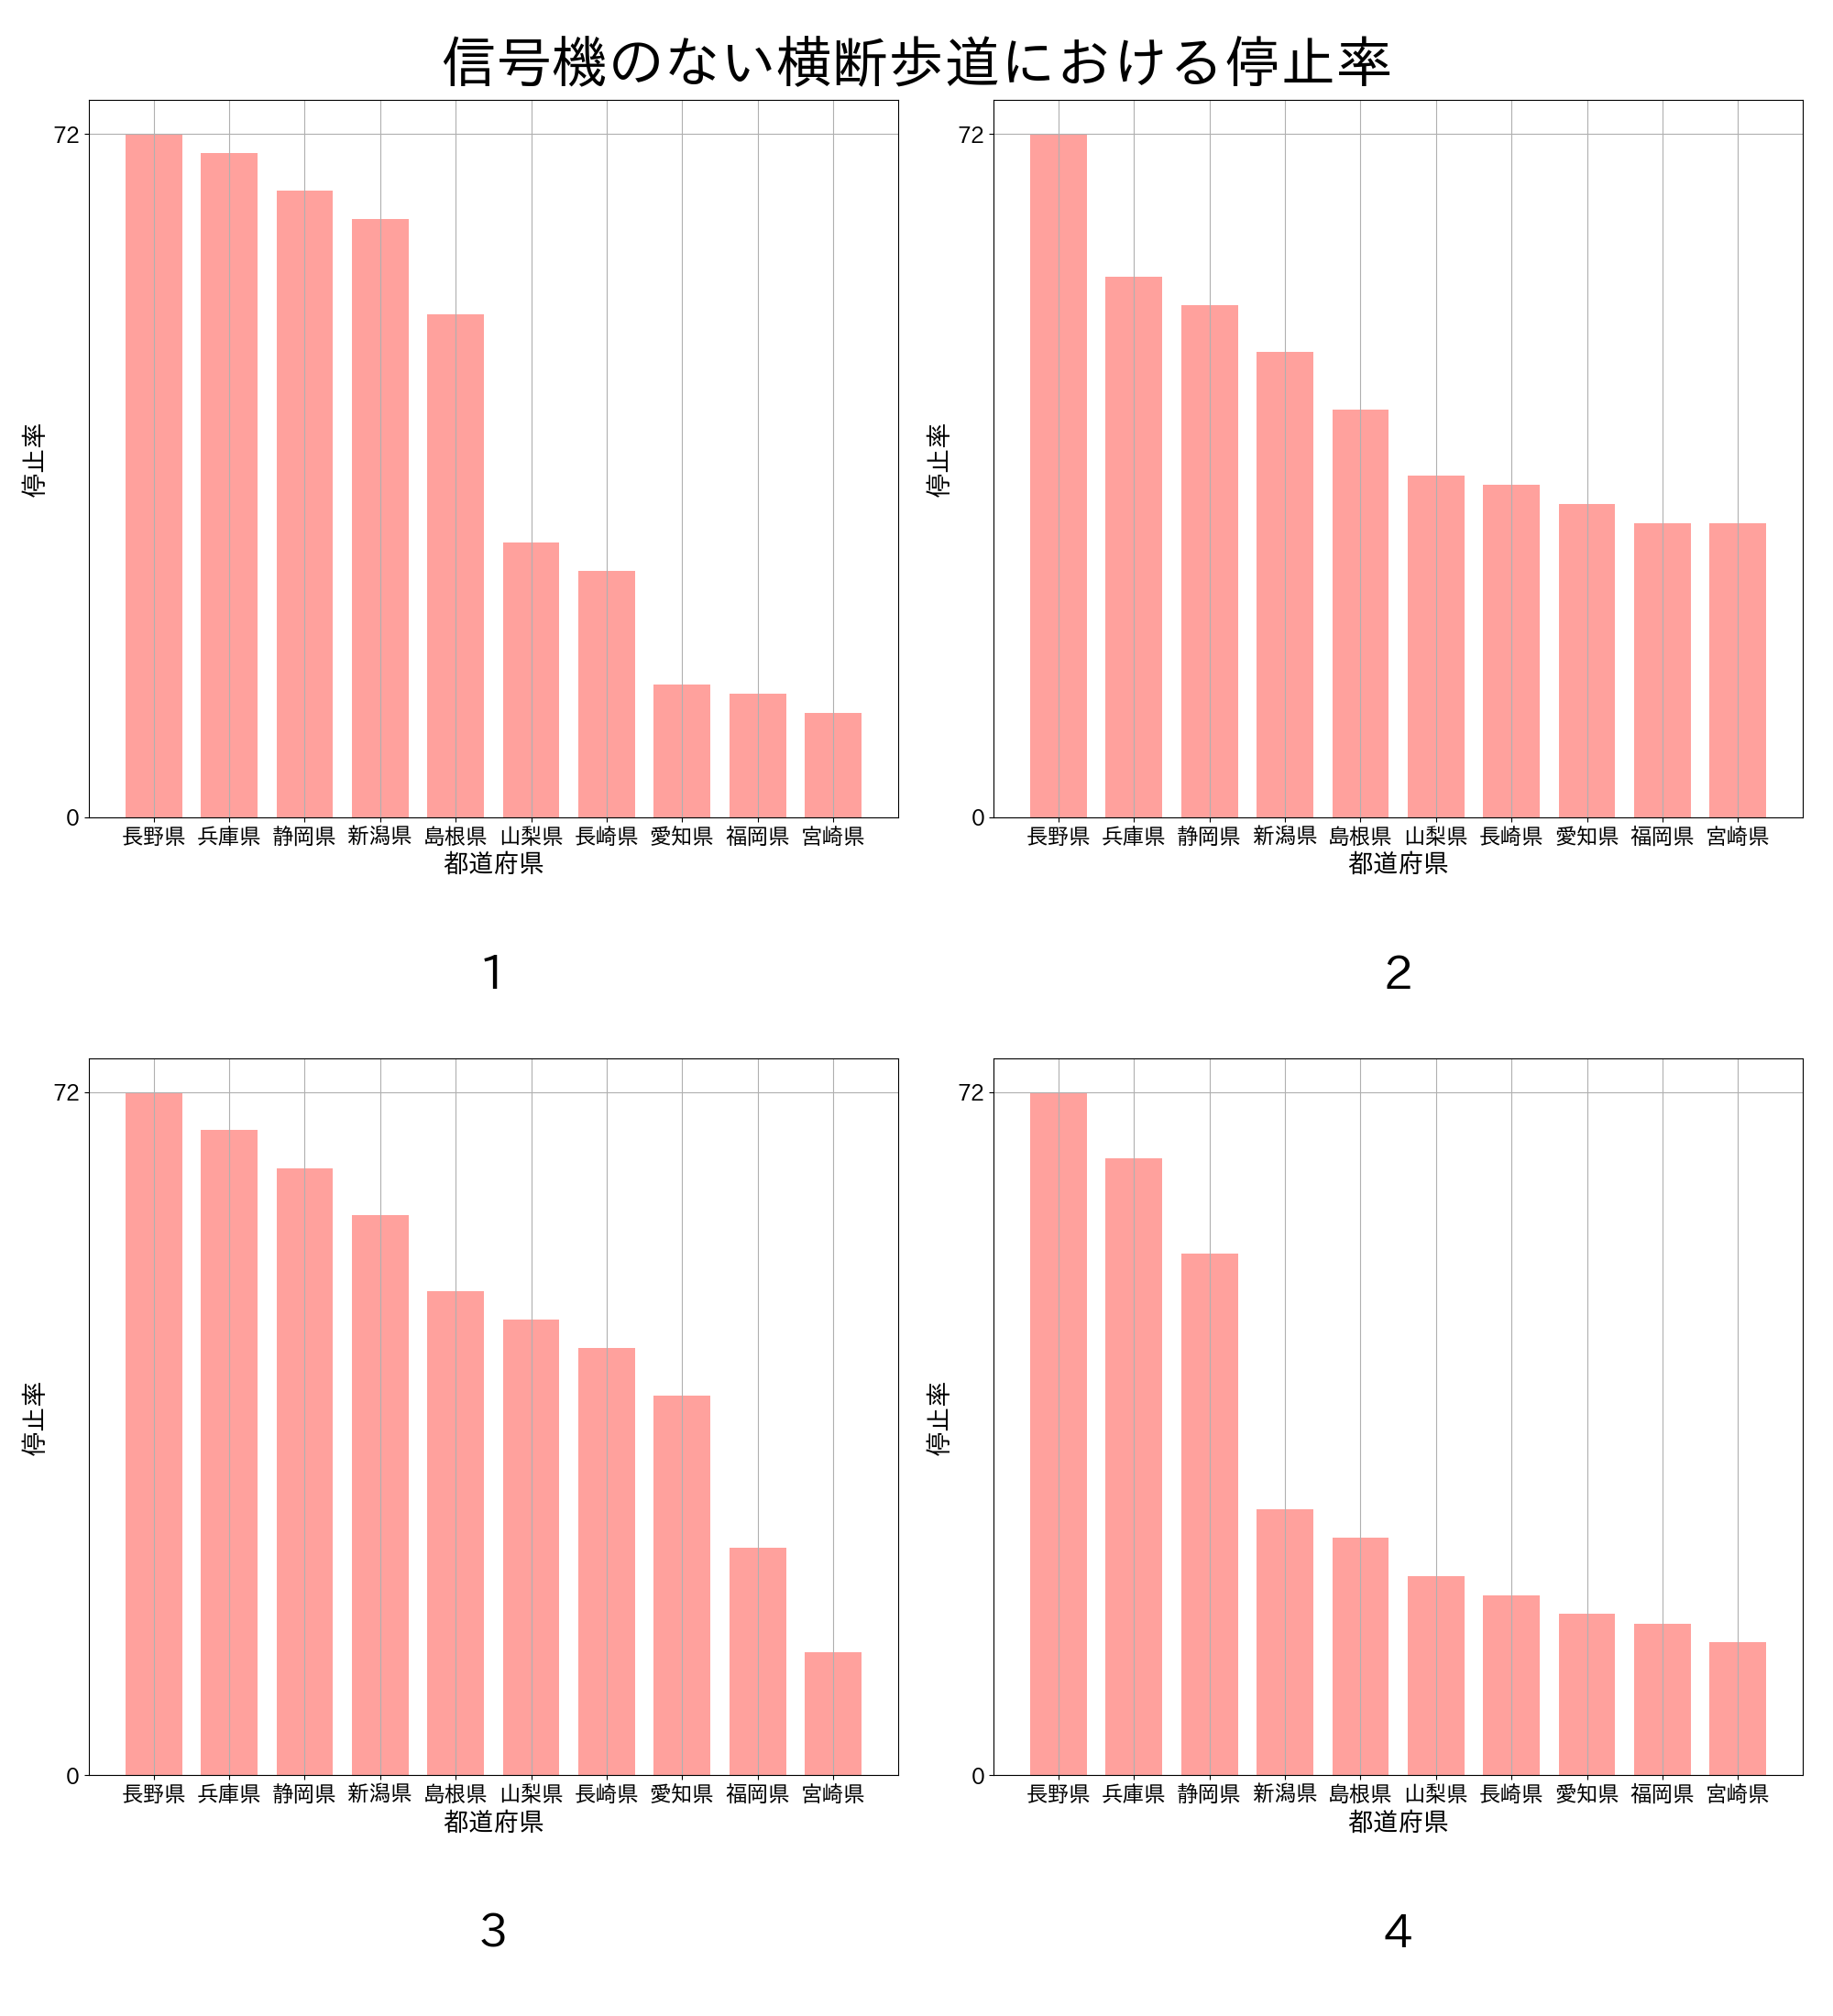 信号機のない横断歩道における停止率
72
0
停止率
長野県 兵庫県 静岡県 新潟県 島根県 山梨県 長崎県 愛知県 福岡県 宮崎県
都道府県
1
72
0
停止率
長野県 兵庫県 静岡県 新潟県 島根県 山梨県 長崎県 愛知県 福岡県 宮崎県
都道府県
2
72
0
停止率
長野県 兵庫県 静岡県 新潟県 島根県 山梨県 長崎県 愛知県 福岡県 宮崎県
都道府県
3
72
0
停止率
長野県 兵庫県 静岡県 新潟県 島根県 山梨県 長崎県 愛知県 福岡県 宮崎県
都道府県
4